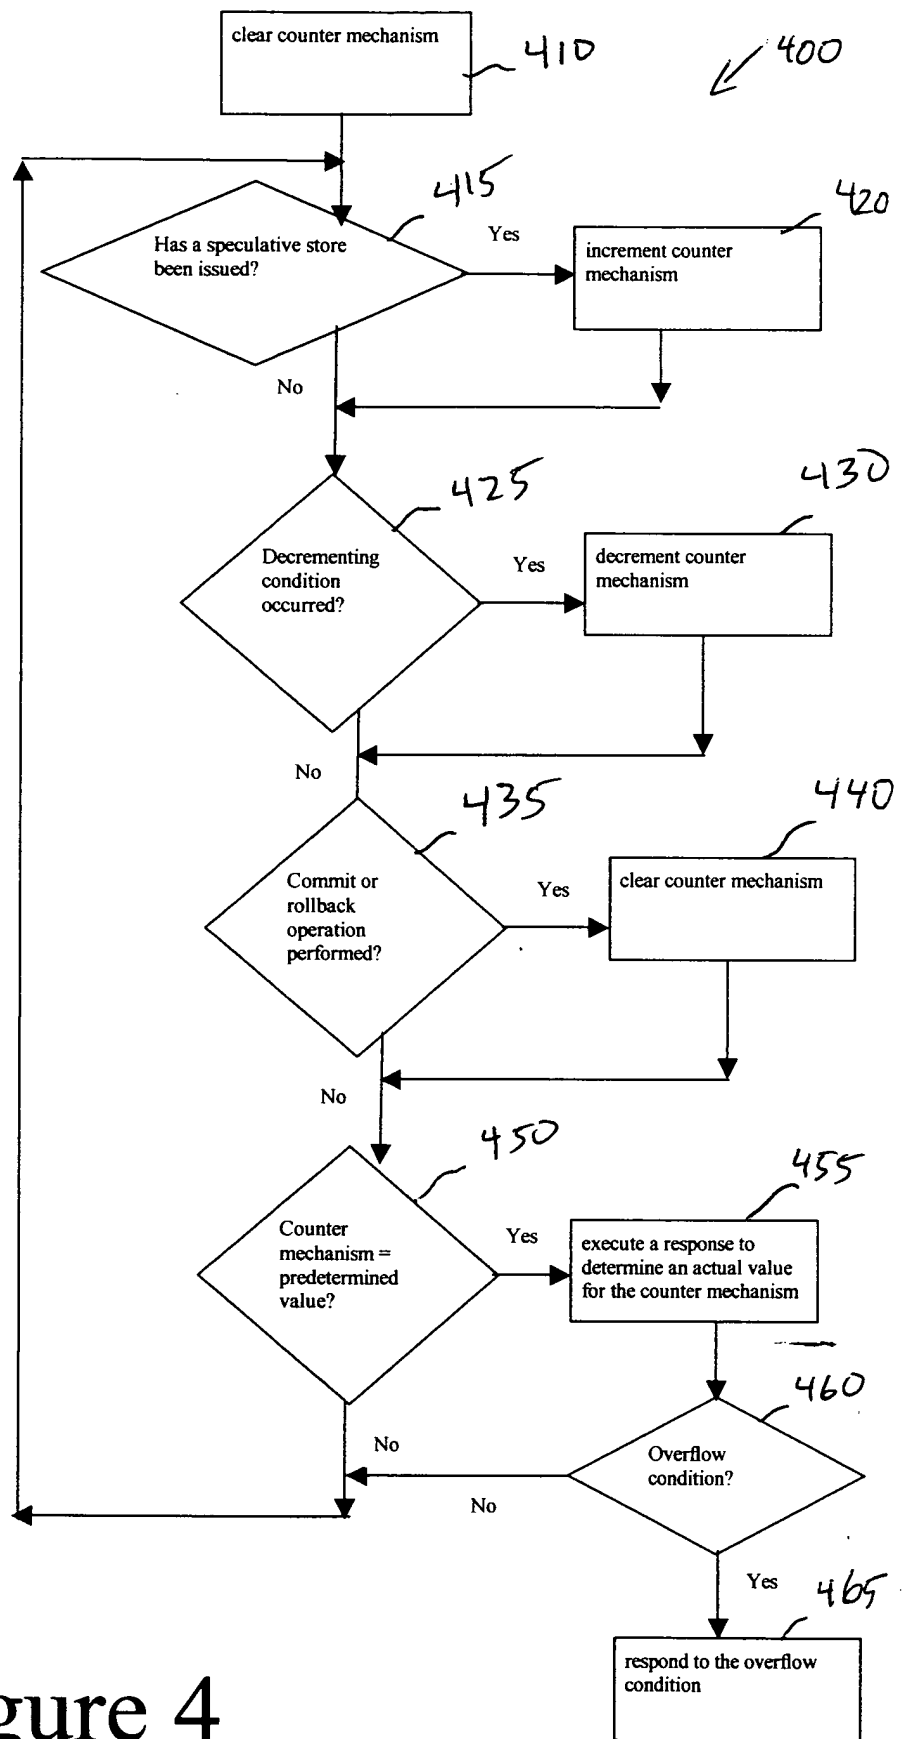 clear counter mechanism
410
400
415
Has a speculative store
been issued?
Yes
420
increment counter
mechanism
No
425
Decrementing
condition
occurred?
Yes
430
decrement counter
mechanism
No
435
Commit or
rollback
operation
performed?
Yes
440
clear counter mechanism
No
450
Counter
mechanism =
predetermined
value?
Yes
455
execute a response to
determine an actual value
for the counter mechanism
No
460
Overflow
condition?
No
Yes
465
respond to the overflow
condition
gure 4